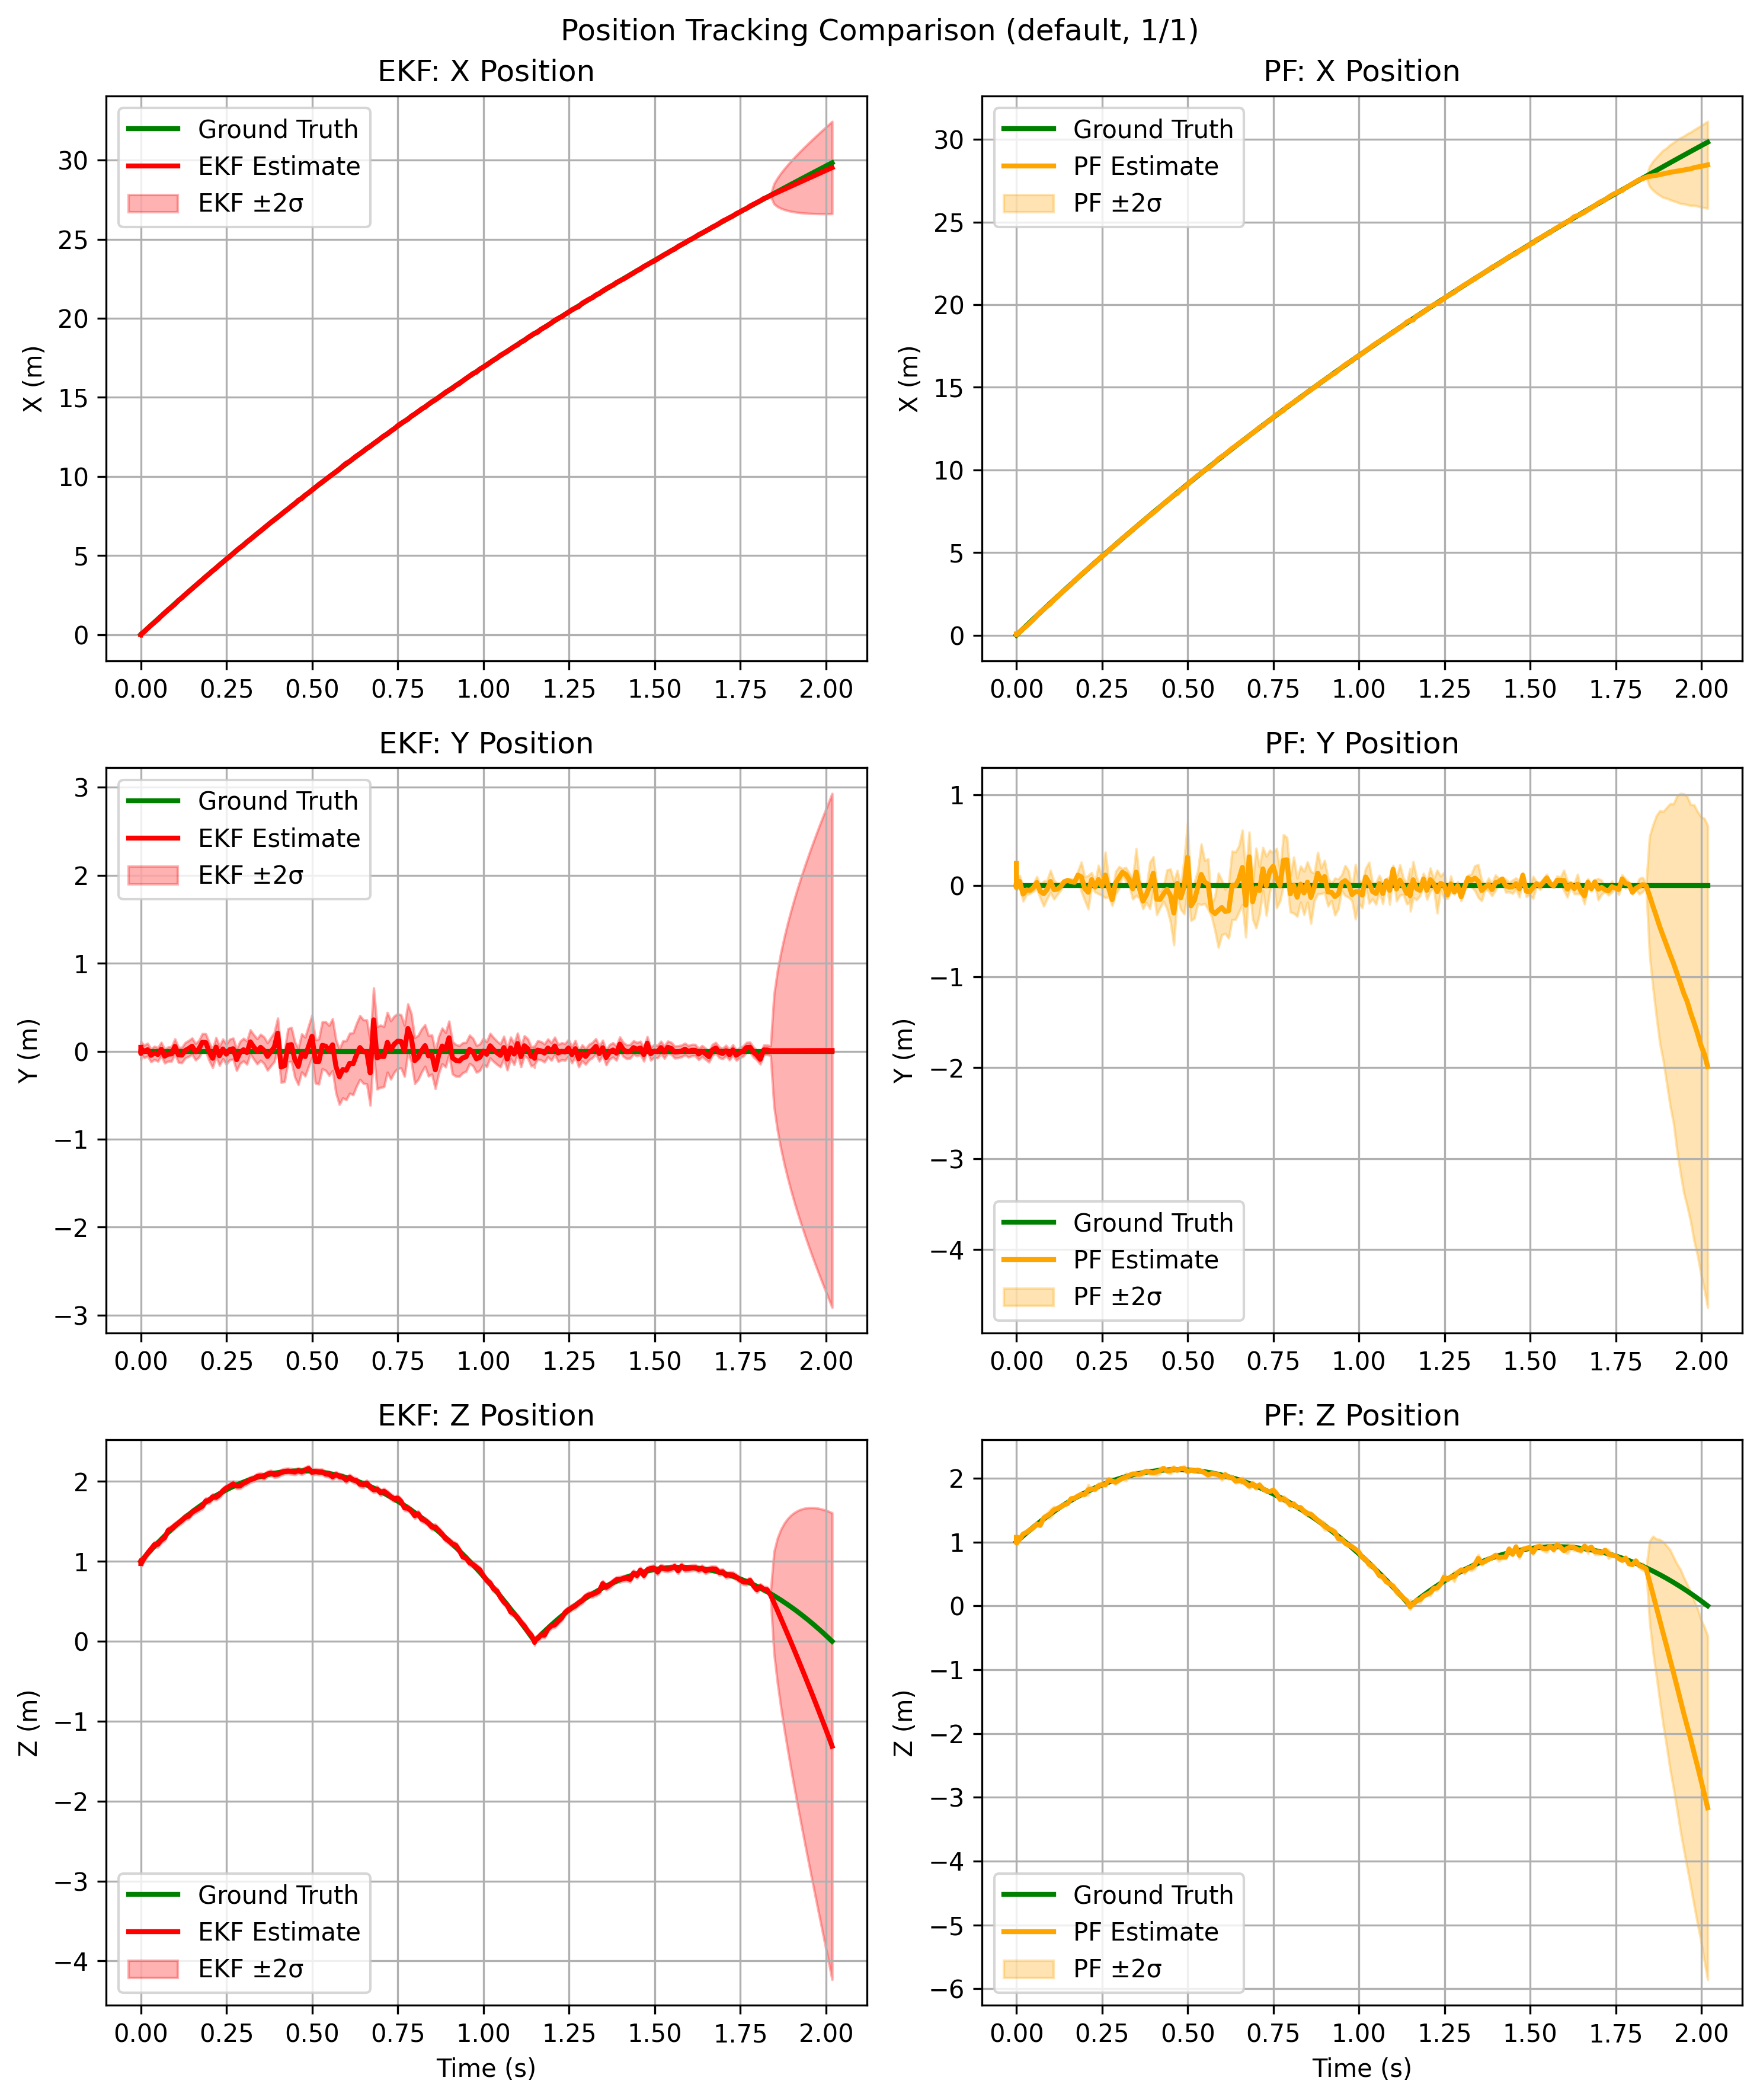 Position Tracking Comparison (default, 1/1)
EKF: X Position
Ground Truth
EKF Estimate
EKF ±2σ
X (m)
30
25
20
15
10
5
0
0.00 0.25 0.50 0.75 1.00 1.25 1.50 1.75 2.00
PF: X Position
Ground Truth
PF Estimate
PF ±2σ
X (m)
30
25
20
15
10
5
0
0.00 0.25 0.50 0.75 1.00 1.25 1.50 1.75 2.00
EKF: Y Position
Ground Truth
EKF Estimate
EKF ±2σ
Y (m)
3
2
1
0
−1
−2
−3
0.00 0.25 0.50 0.75 1.00 1.25 1.50 1.75 2.00
PF: Y Position
Y (m)
1
0
−1
−2
−3
−4
Ground Truth
PF Estimate
PF ±2σ
0.00 0.25 0.50 0.75 1.00 1.25 1.50 1.75 2.00
EKF: Z Position
Z (m)
2
1
0
−1
−2
−3
−4
Ground Truth
EKF Estimate
EKF ±2σ
0.00 0.25 0.50 0.75 1.00 1.25 1.50 1.75 2.00
Time (s)
PF: Z Position
Z (m)
2
1
0
−1
−2
−3
−4
−5
−6
Ground Truth
PF Estimate
PF ±2σ
0.00 0.25 0.50 0.75 1.00 1.25 1.50 1.75 2.00
Time (s)